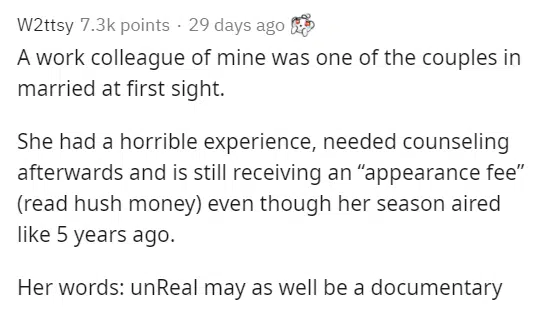 W2ttsy 7.3k points · 29 days ago
A work colleague of mine was one of the couples in
married at first sight.
She had a horrible experience, needed counseling
afterwards and is still receiving an “appearance fee”
(read hush money) even though her season aired
like 5 years ago.
Her words: unReal may as well be a documentary